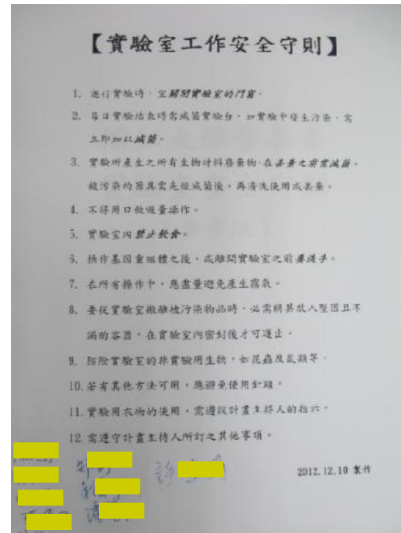 【實驗室工作安全守則】
1. 進行實驗時，宜關閉實驗室的門窗。
2. 每日實驗結束時需滅菌實驗台，如實驗中發生污染，需
立即加以滅菌。
3. 實驗所產生之所有生物材料廢棄物，在丟棄之前需滅菌。
被污染的器具需先經滅菌後，再清洗使用或丟棄。
4. 不得用口做吸量操作。
5. 實驗室內禁止飲食。
6. 操作基因重組體之後，或離開實驗室之前要洗手。
7. 在所有操作中，應盡量避免產生霧氣。
8. 要從實驗室搬離被污染物品時，必需將其放入堅固且不
漏的容器，在實驗室內密封後才可運出。
9. 防除實驗室的非實驗用生物，如昆蟲及鼠類等。
10. 若有其他方法可用，應避免使用針頭。
11. 實驗用衣物的使用，需遵從計畫主持人的指示。
12. 需遵守計畫主持人所訂之其他事項。
2012.12.10 製作